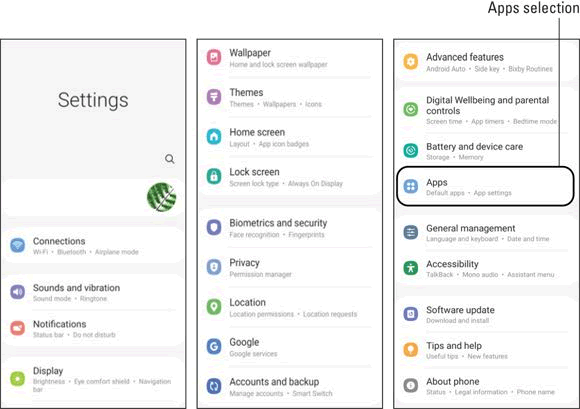 Apps selection
Settings
Connections
Wi-Fi • Bluetooth • Airplane mode
Sounds and vibration
Sound mode • Ringtone
Notifications
Status bar • Do not disturb
Display
Brightness • Eye comfort shield • Navigation
bar
Wallpaper
Home and lock screen wallpaper
Themes
Themes • Wallpapers • Icons
Home screen
Layout • App icon badges
Lock screen
Screen lock type • Always On Display
Biometrics and security
Face recognition • Fingerprints
Privacy
Permission manager
Location
Location permissions • Location requests
Google
Google services
Accounts and backup
Manage accounts • Smart Switch
Advanced features
Android Auto • Side key • Bixby Routines
Digital Wellbeing and parental
controls
Screen time • App timers • Bedtime mode
Battery and device care
Storage • Memory
Apps
Default apps • App settings
General management
Language and keyboard • Date and time
Accessibility
TalkBack • Mono audio • Assistant menu
Software update
Download and install
Tips and help
Useful tips • New features
About phone
Status • Legal information • Phone name